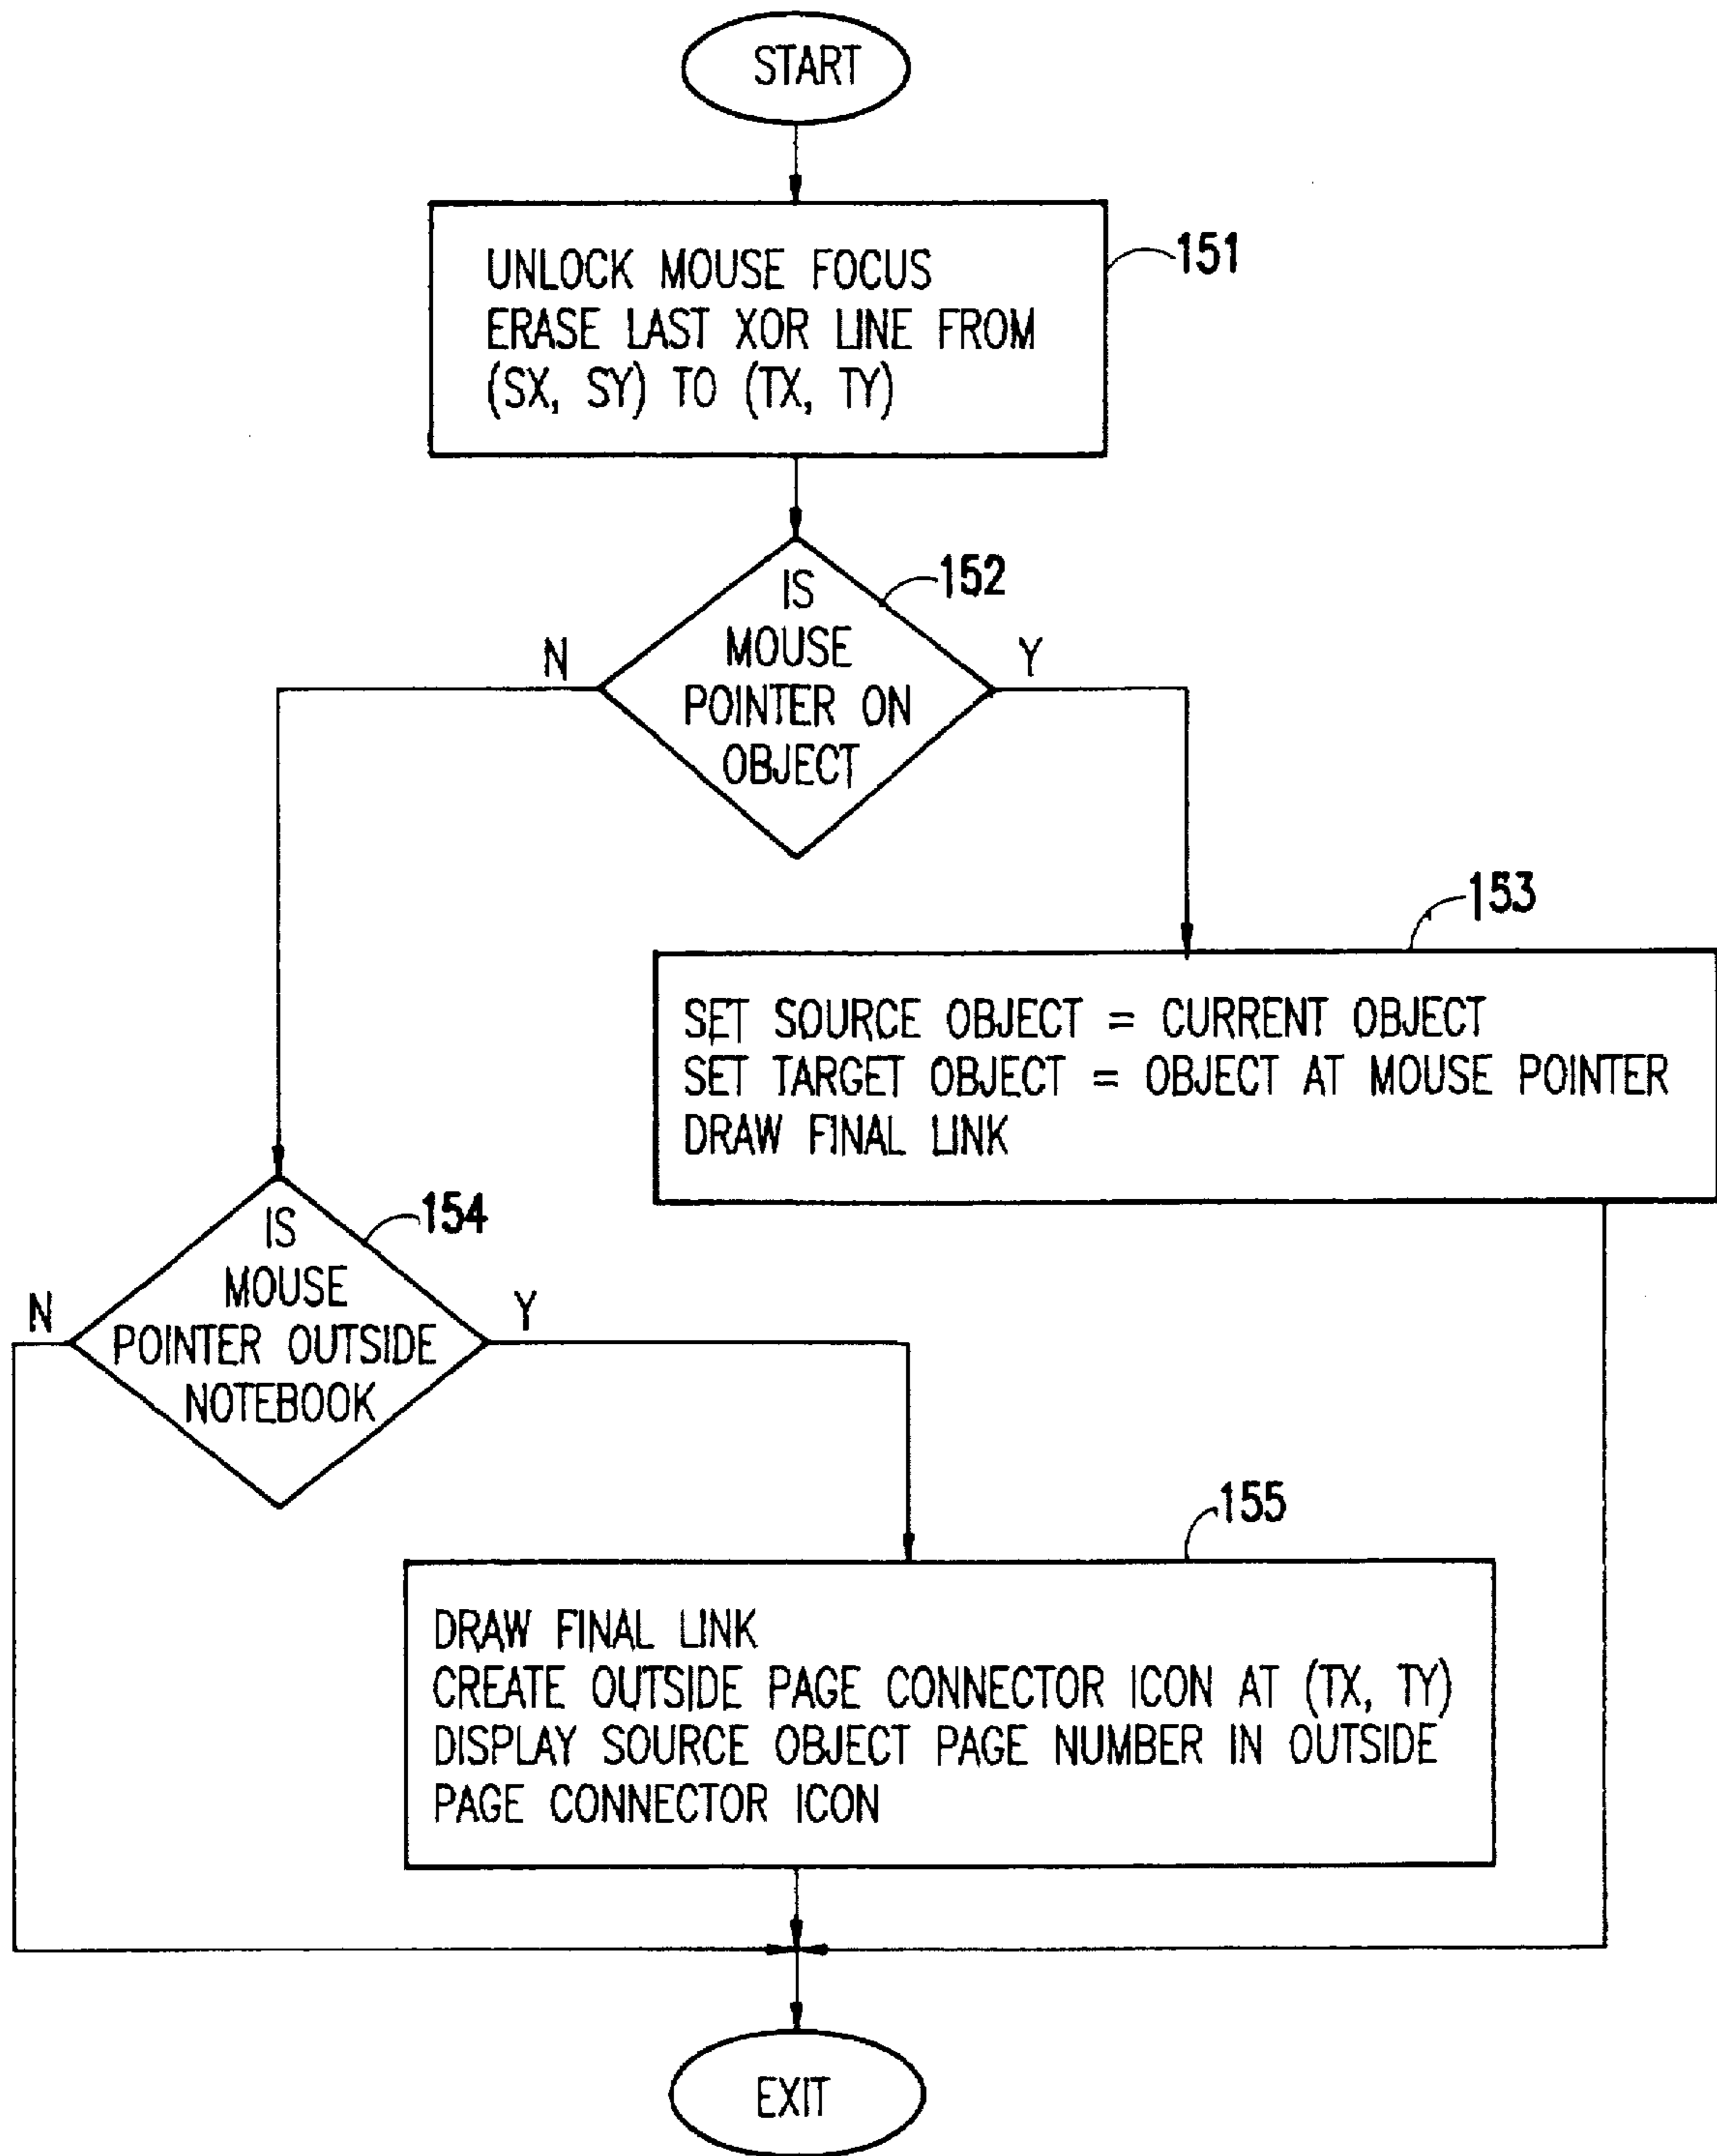 START
UNLOCK MOUSE FOCUS
ERASE LAST XOR LINE FROM
(SX, SY) TO (TX, TY)
151
IS
MOUSE
POINTER ON
OBJECT
152
N
Y
153
SET SOURCE OBJECT = CURRENT OBJECT
SET TARGET OBJECT = OBJECT AT MOUSE POINTER
DRAW FINAL LINK
IS
MOUSE
POINTER OUTSIDE
NOTEBOOK
154
N
Y
155
DRAW FINAL LINK
CREATE OUTSIDE PAGE CONNECTOR ICON AT (TX, TY)
DISPLAY SOURCE OBJECT PAGE NUMBER IN OUTSIDE
PAGE CONNECTOR ICON
EXIT